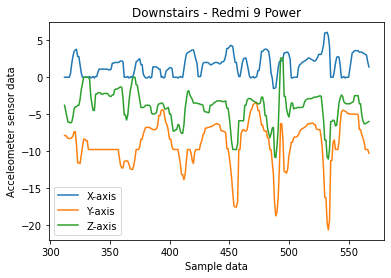 Downstairs - Redmi 9 Power
Acceleometer sensor data
5
0
−5
−10
−15
−20
X-axis
Y-axis
Z-axis
300
350
400
450
500
550
Sample data